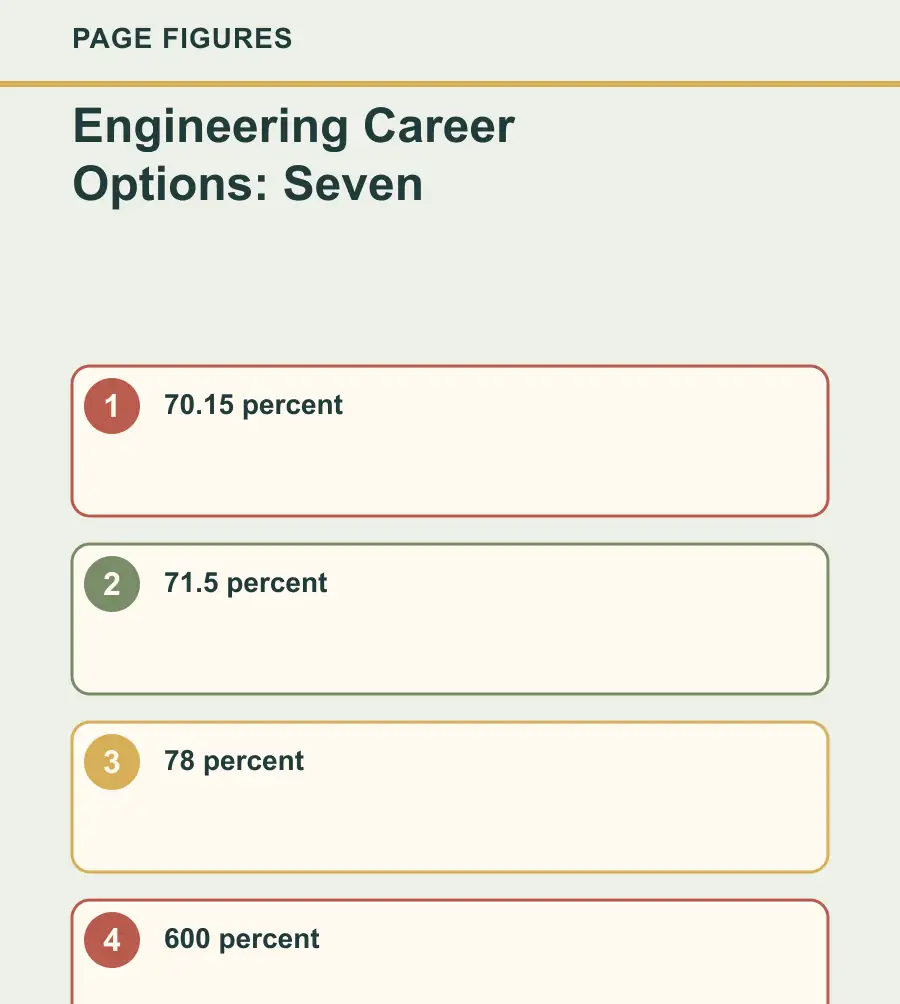 PAGE FIGURES
Engineering Career
Options: Seven
1 70.15 percent
2 71.5 percent
3 78 percent
4 600 percent